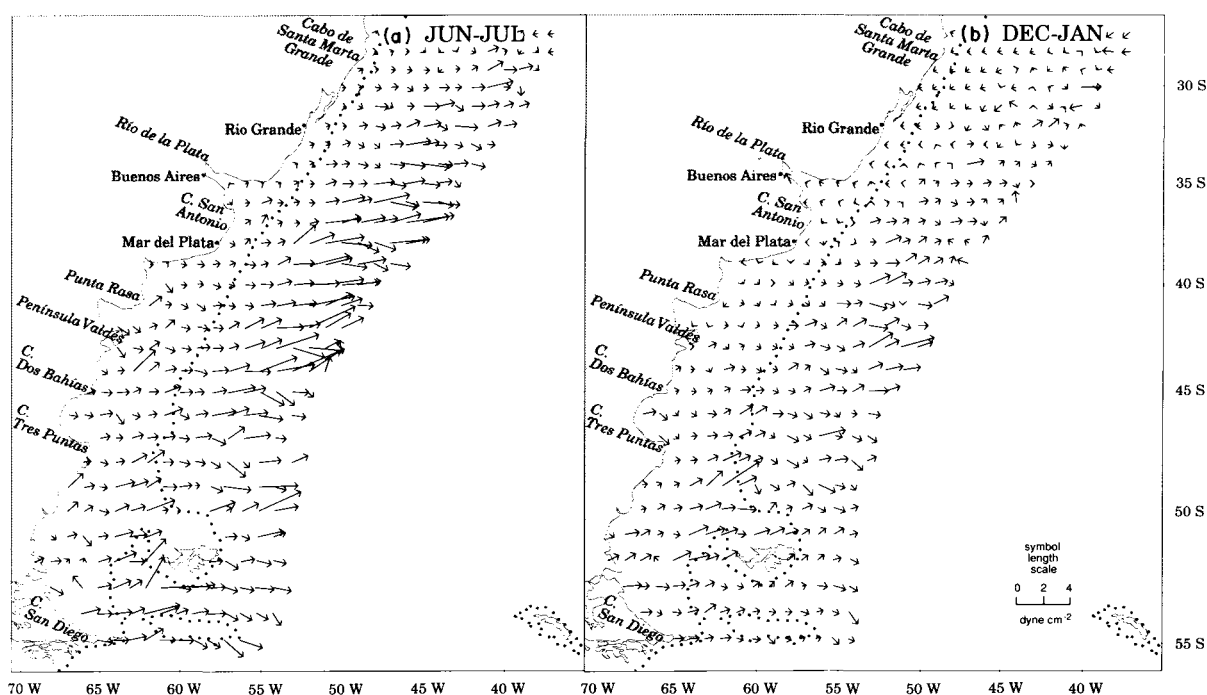 (a) JUN-JUL
Cabo de
Santa Marta
Grande
Rio Grande
Río de la Plata
Buenos Aires
C. San
Antonio
Mar del Plata
Punta Rasa
Península Valdés
C.
Dos Bahías
C.
Tres Puntas
C.
San Diego
70 W
65 W
60 W
55 W
50 W
45 W
40 W
(b) DEC-JAN
Cabo de
Santa Marta
Grande
Rio Grande
Río de la Plata
Buenos Aires
C. San
Antonio
Mar del Plata
Punta Rasa
Península Valdés
C.
Dos Bahías
C.
Tres Puntas
C.
San Diego
symbol
length
scale
0 2 4
dyne cm⁻²
30 S
35 S
40 S
45 S
50 S
55 S
70 W
65 W
60 W
55 W
50 W
45 W
40 W